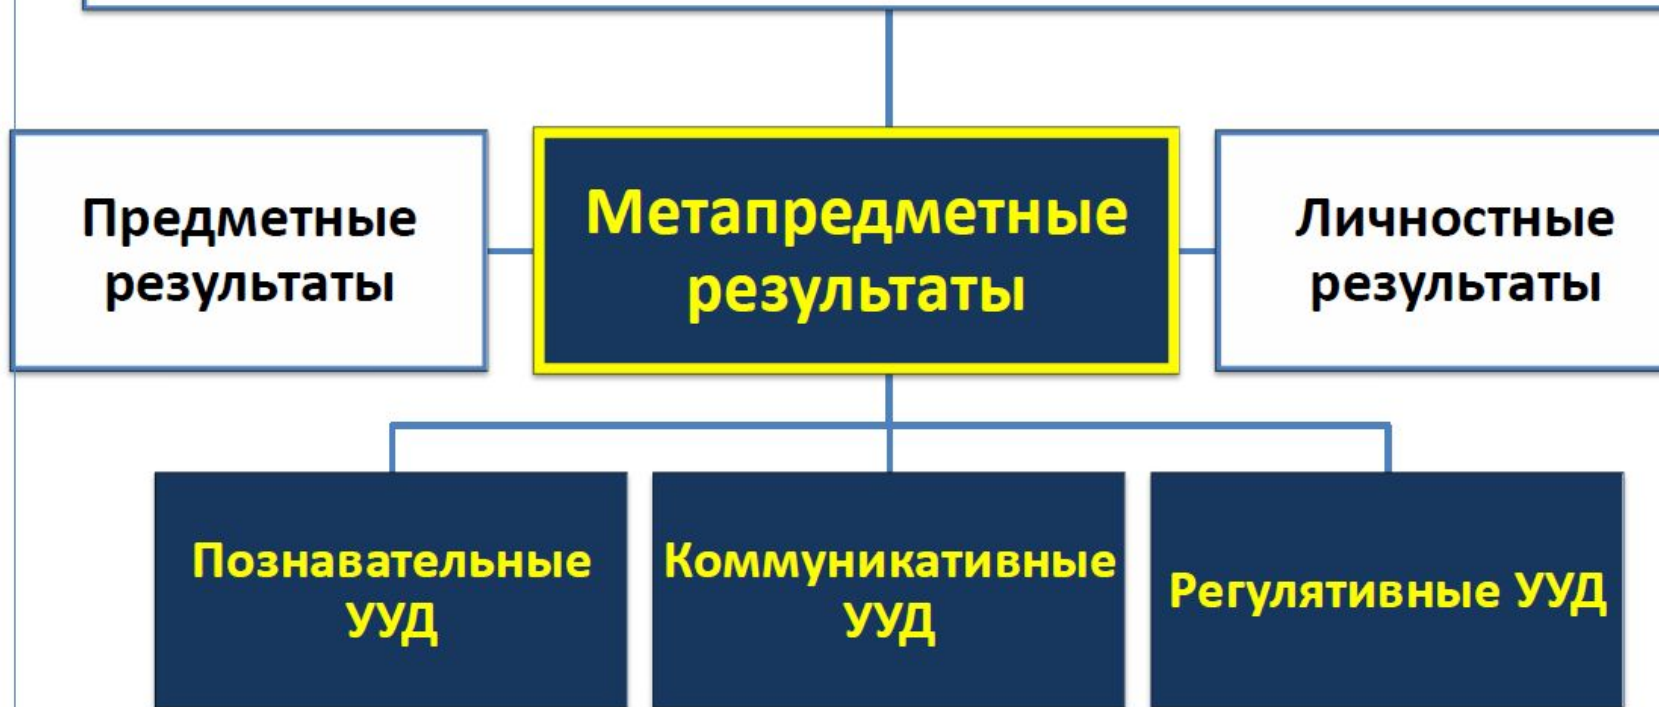 Предметные
результаты
Метапредметные
результаты
Личностные
результаты
Познавательные
УУД
Коммуникативные
УУД
Регулятивные УУД